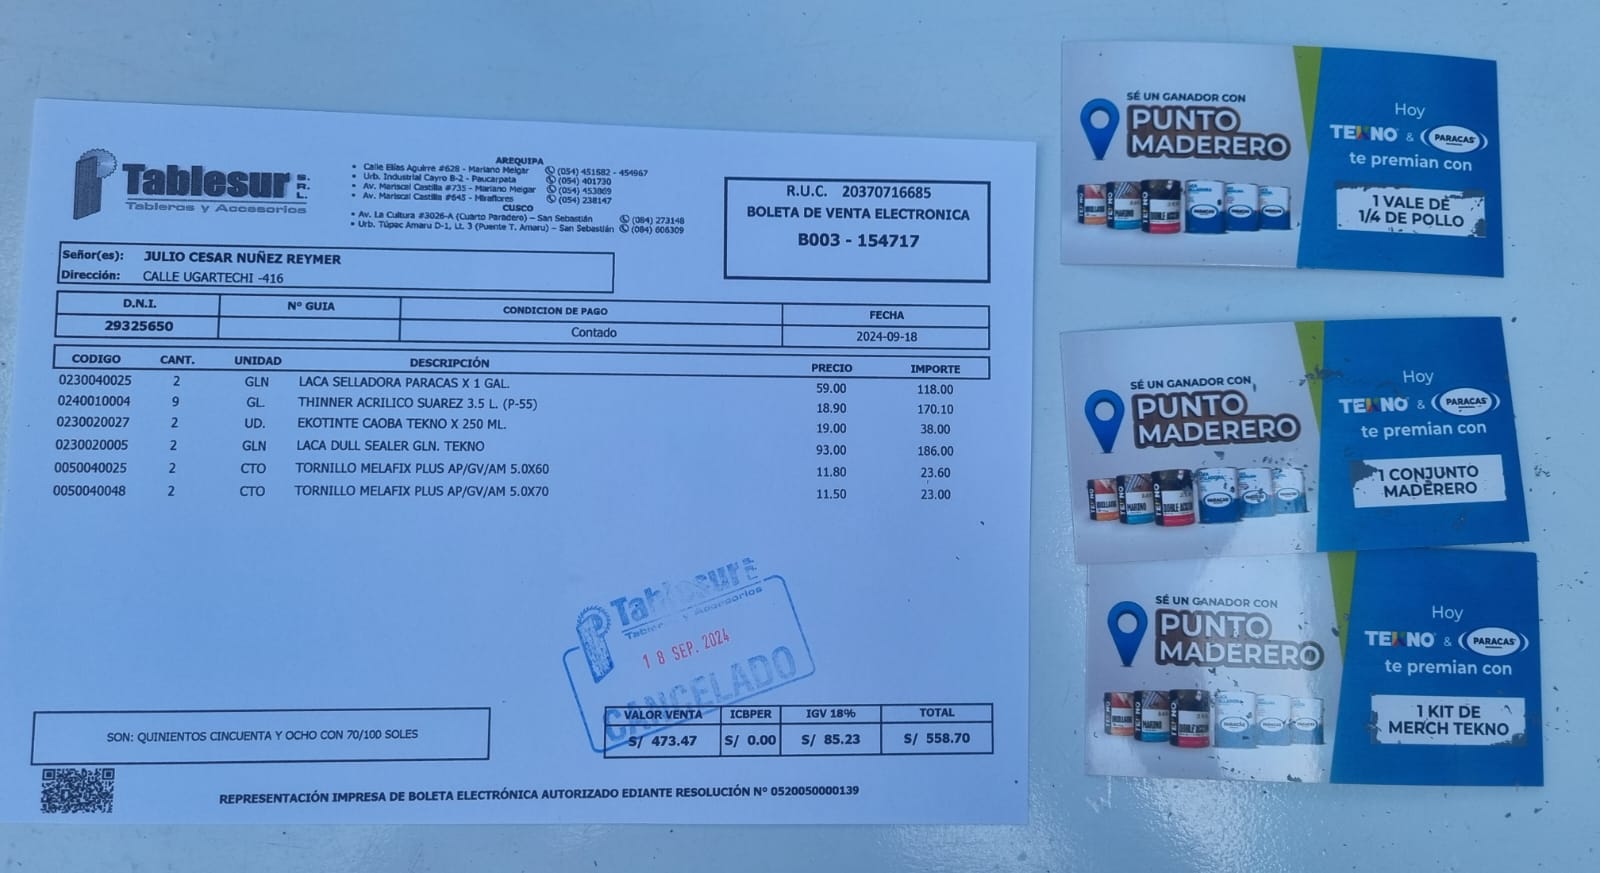 Tablesur S.R.L.
Tableros y Accesorios
AREQUIPA
• Calle Elías Aguirre #628 - Mariano Melgar (054) 451582 - 454967
• Urb. Industrial Cayro B-2 - Paucarpata (054) 401730
• Av. Mariscal Castilla #735 - Mariano Melgar (054) 453869
• Av. Mariscal Castilla #645 - Miraflores (054) 238147
CUSCO
• Av. La Cultura #3026-A (Cuarto Paradero) – San Sebastián (084) 273148
• Urb. Túpac Amaru D-1, Lt. 3 (Puente T. Amaru) – San Sebastián (084) 606309
R.U.C. 20370716685
BOLETA DE VENTA ELECTRONICA
B003 - 154717
Señor(es): JULIO CESAR NUÑEZ REYMER
Dirección: CALLE UGARTECHI -416
D.N.I. Nº GUIA CONDICION DE PAGO FECHA
29325650 Contado 2024-09-18
CODIGO CANT. UNIDAD DESCRIPCIÓN PRECIO IMPORTE
0230040025 2 GLN LACA SELLADORA PARACAS X 1 GAL. 59.00 118.00
0240010004 9 GL. THINNER ACRILICO SUAREZ 3.5 L. (P-55) 18.90 170.10
0230020027 2 UD. EKOTINTE CAOBA TEKNO X 250 ML. 19.00 38.00
0230020005 2 GLN LACA DULL SEALER GLN. TEKNO 93.00 186.00
0050040025 2 CTO TORNILLO MELAFIX PLUS AP/GV/AM 5.0X60 11.80 23.60
0050040048 2 CTO TORNILLO MELAFIX PLUS AP/GV/AM 5.0X70 11.50 23.00
Tablesur
Tableros y Accesorios
18 SEP. 2024
CANCELADO
SON: QUINIENTOS CINCUENTA Y OCHO CON 70/100 SOLES
VALOR VENTA ICBPER IGV 18% TOTAL
S/ 473.47 S/ 0.00 S/ 85.23 S/ 558.70
REPRESENTACIÓN IMPRESA DE BOLETA ELECTRÓNICA AUTORIZADO EDIANTE RESOLUCIÓN Nº 0520050000139
SÉ UN GANADOR CON
PUNTO
MADERERO
Hoy
TEKNO & PARACAS
te premian con
1 VALE DE
1/4 DE POLLO
SÉ UN GANADOR CON
PUNTO
MADERERO
Hoy
TEKNO & PARACAS
te premian con
1 CONJUNTO
MADERERO
SÉ UN GANADOR CON
PUNTO
MADERERO
Hoy
TEKNO & PARACAS
te premian con
1 KIT DE
MERCH TEKNO